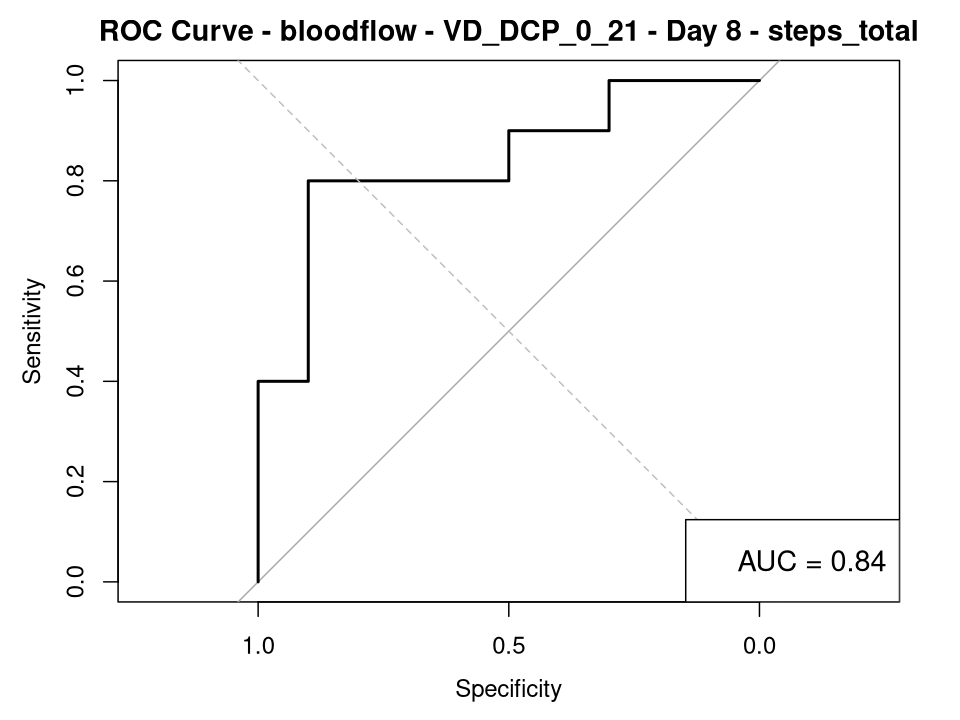 ROC Curve - bloodflow - VD_DCP_0_21 - Day 8 - steps_total
Sensitivity
1.0
0.8
0.6
0.4
0.2
0.0
AUC = 0.84
1.0 0.5 0.0
Specificity